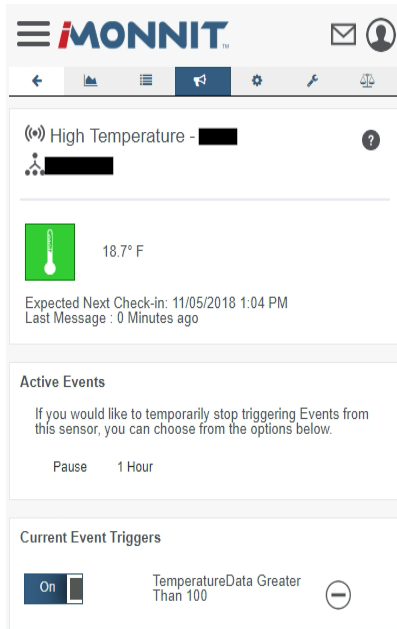 iMONNIT™
High Temperature -
?
18.7° F
Expected Next Check-in: 11/05/2018 1:04 PM
Last Message : 0 Minutes ago
Active Events
If you would like to temporarily stop triggering Events from
this sensor, you can choose from the options below.
Pause 1 Hour
Current Event Triggers
On TemperatureData Greater
Than 100